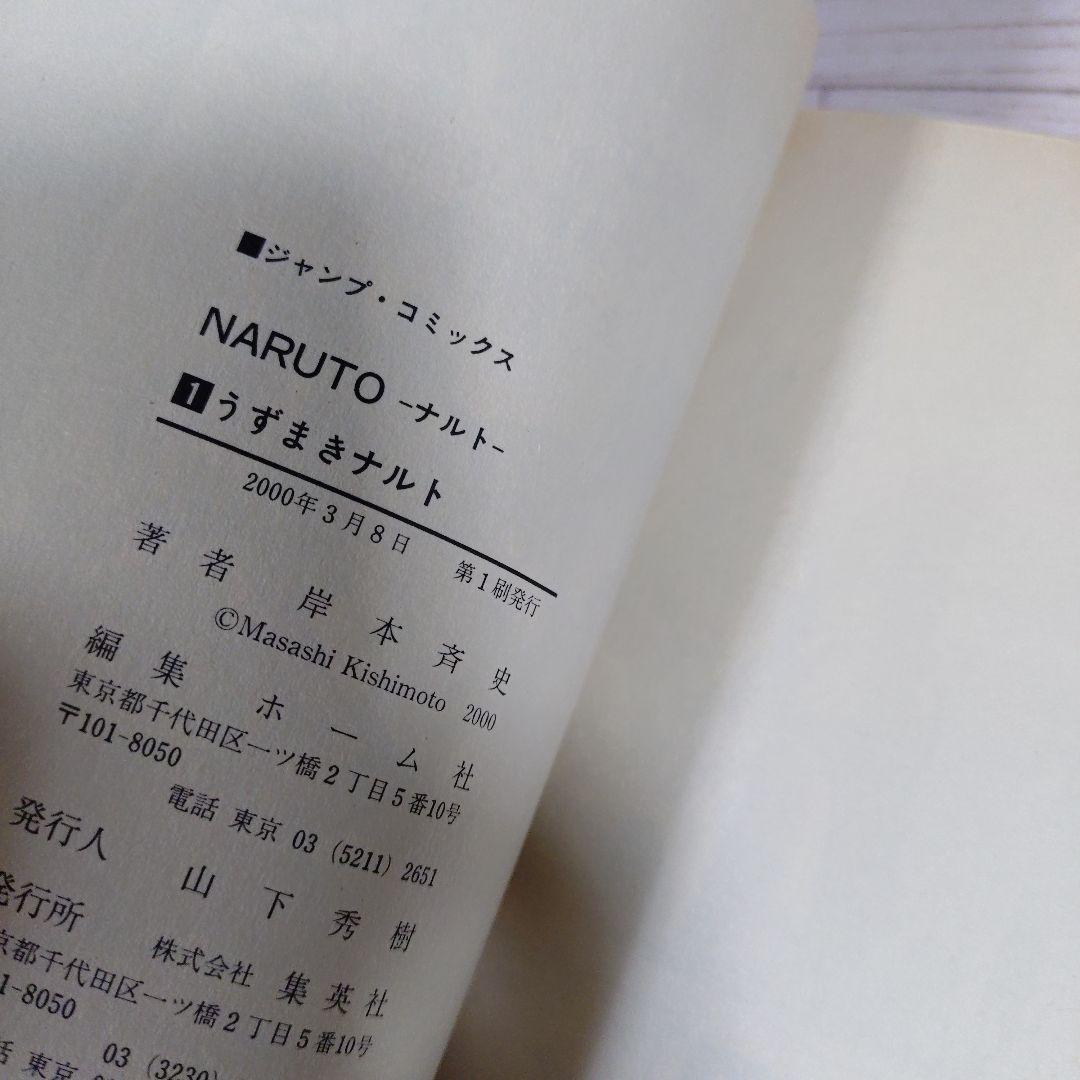 ■ジャンプ・コミックス
NARUTO -ナルト-
1 うずまきナルト
2000年3月8日 第1刷発行
著者 岸本斉史
©Masashi Kishimoto 2000
編集 ホーム社
東京都千代田区一ツ橋2丁目5番10号
〒101-8050
電話 東京 03 (5211) 2651
発行人 山下秀樹
発行所 株式会社 集英社
京都千代田区一ツ橋2丁目5番10号
1-8050
03 (3230)
話 東京